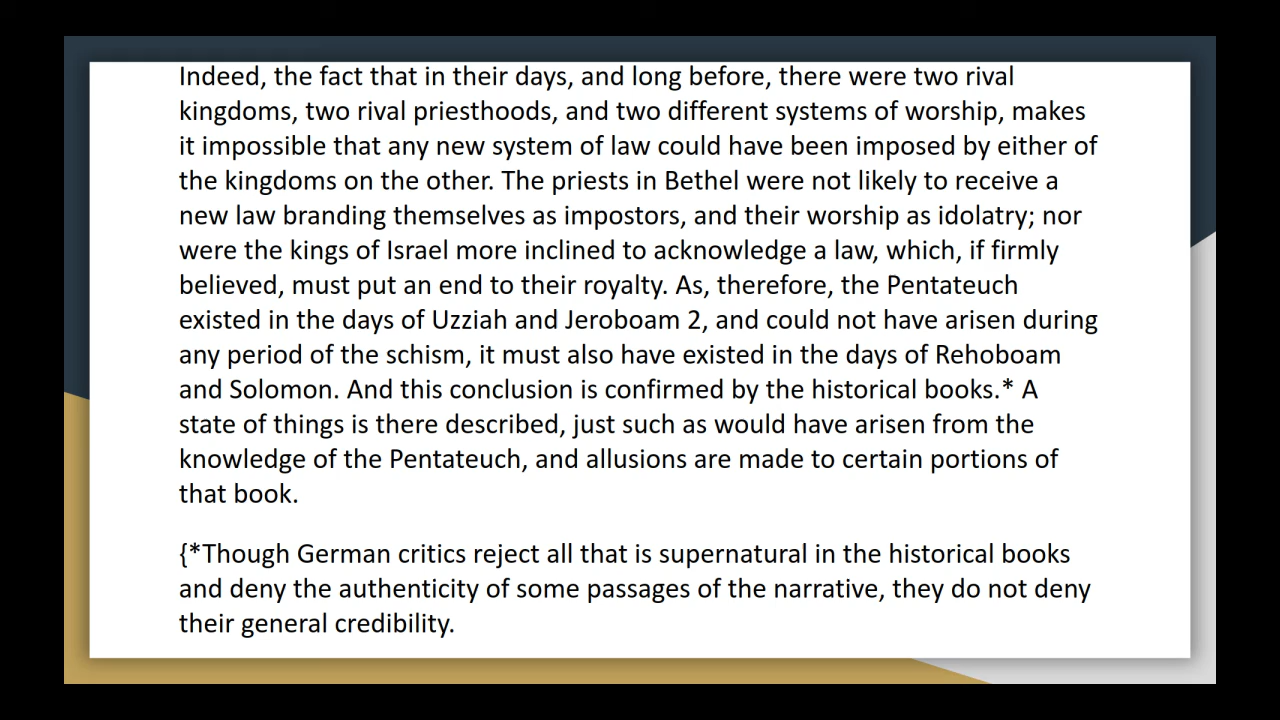 Indeed, the fact that in their days, and long before, there were two rival
kingdoms, two rival priesthoods, and two different systems of worship, makes
it impossible that any new system of law could have been imposed by either of
the kingdoms on the other. The priests in Bethel were not likely to receive a
new law branding themselves as impostors, and their worship as idolatry; nor
were the kings of Israel more inclined to acknowledge a law, which, if firmly
believed, must put an end to their royalty. As, therefore, the Pentateuch
existed in the days of Uzziah and Jeroboam 2, and could not have arisen during
any period of the schism, it must also have existed in the days of Rehoboam
and Solomon. And this conclusion is confirmed by the historical books.* A
state of things is there described, just such as would have arisen from the
knowledge of the Pentateuch, and allusions are made to certain portions of
that book.
{*Though German critics reject all that is supernatural in the historical books
and deny the authenticity of some passages of the narrative, they do not deny
their general credibility.